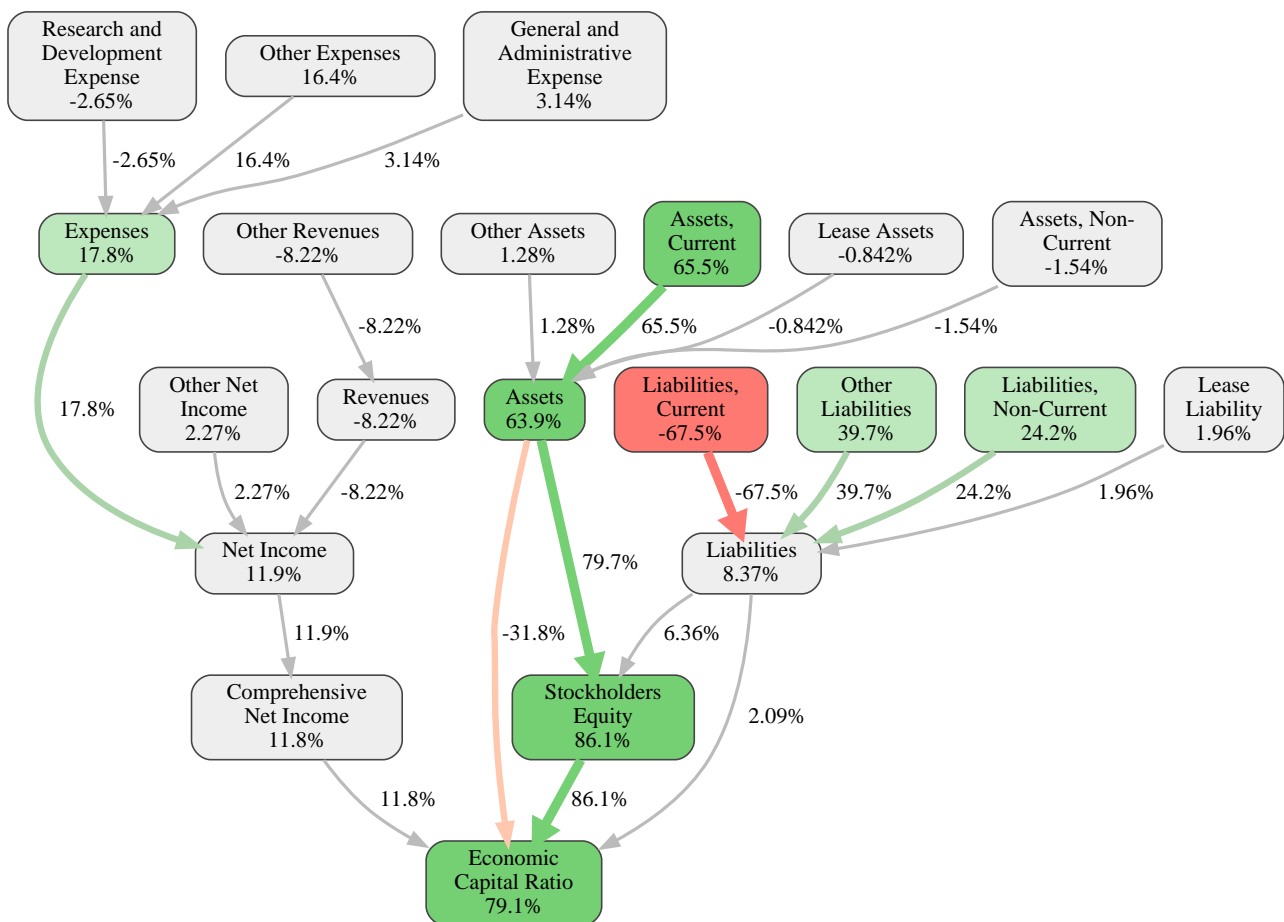 Research and
Development
Expense
-2.65%
Other Expenses
16.4%
General and
Administrative
Expense
3.14%
-2.65%
16.4%
3.14%
Expenses
17.8%
Other Revenues
-8.22%
Other Assets
1.28%
Assets,
Current
65.5%
Lease Assets
-0.842%
Assets, Non-
Current
-1.54%
-8.22%
1.28%
65.5%
-0.842%
-1.54%
17.8%
Other Net
Income
2.27%
Revenues
-8.22%
Assets
63.9%
Liabilities,
Current
-67.5%
Other
Liabilities
39.7%
Liabilities,
Non-Current
24.2%
Lease
Liability
1.96%
2.27%
-8.22%
-67.5%
39.7%
24.2%
1.96%
Net Income
11.9%
79.7%
Liabilities
8.37%
11.9%
-31.8%
6.36%
Comprehensive
Net Income
11.8%
Stockholders
Equity
86.1%
2.09%
11.8%
86.1%
Economic
Capital Ratio
79.1%